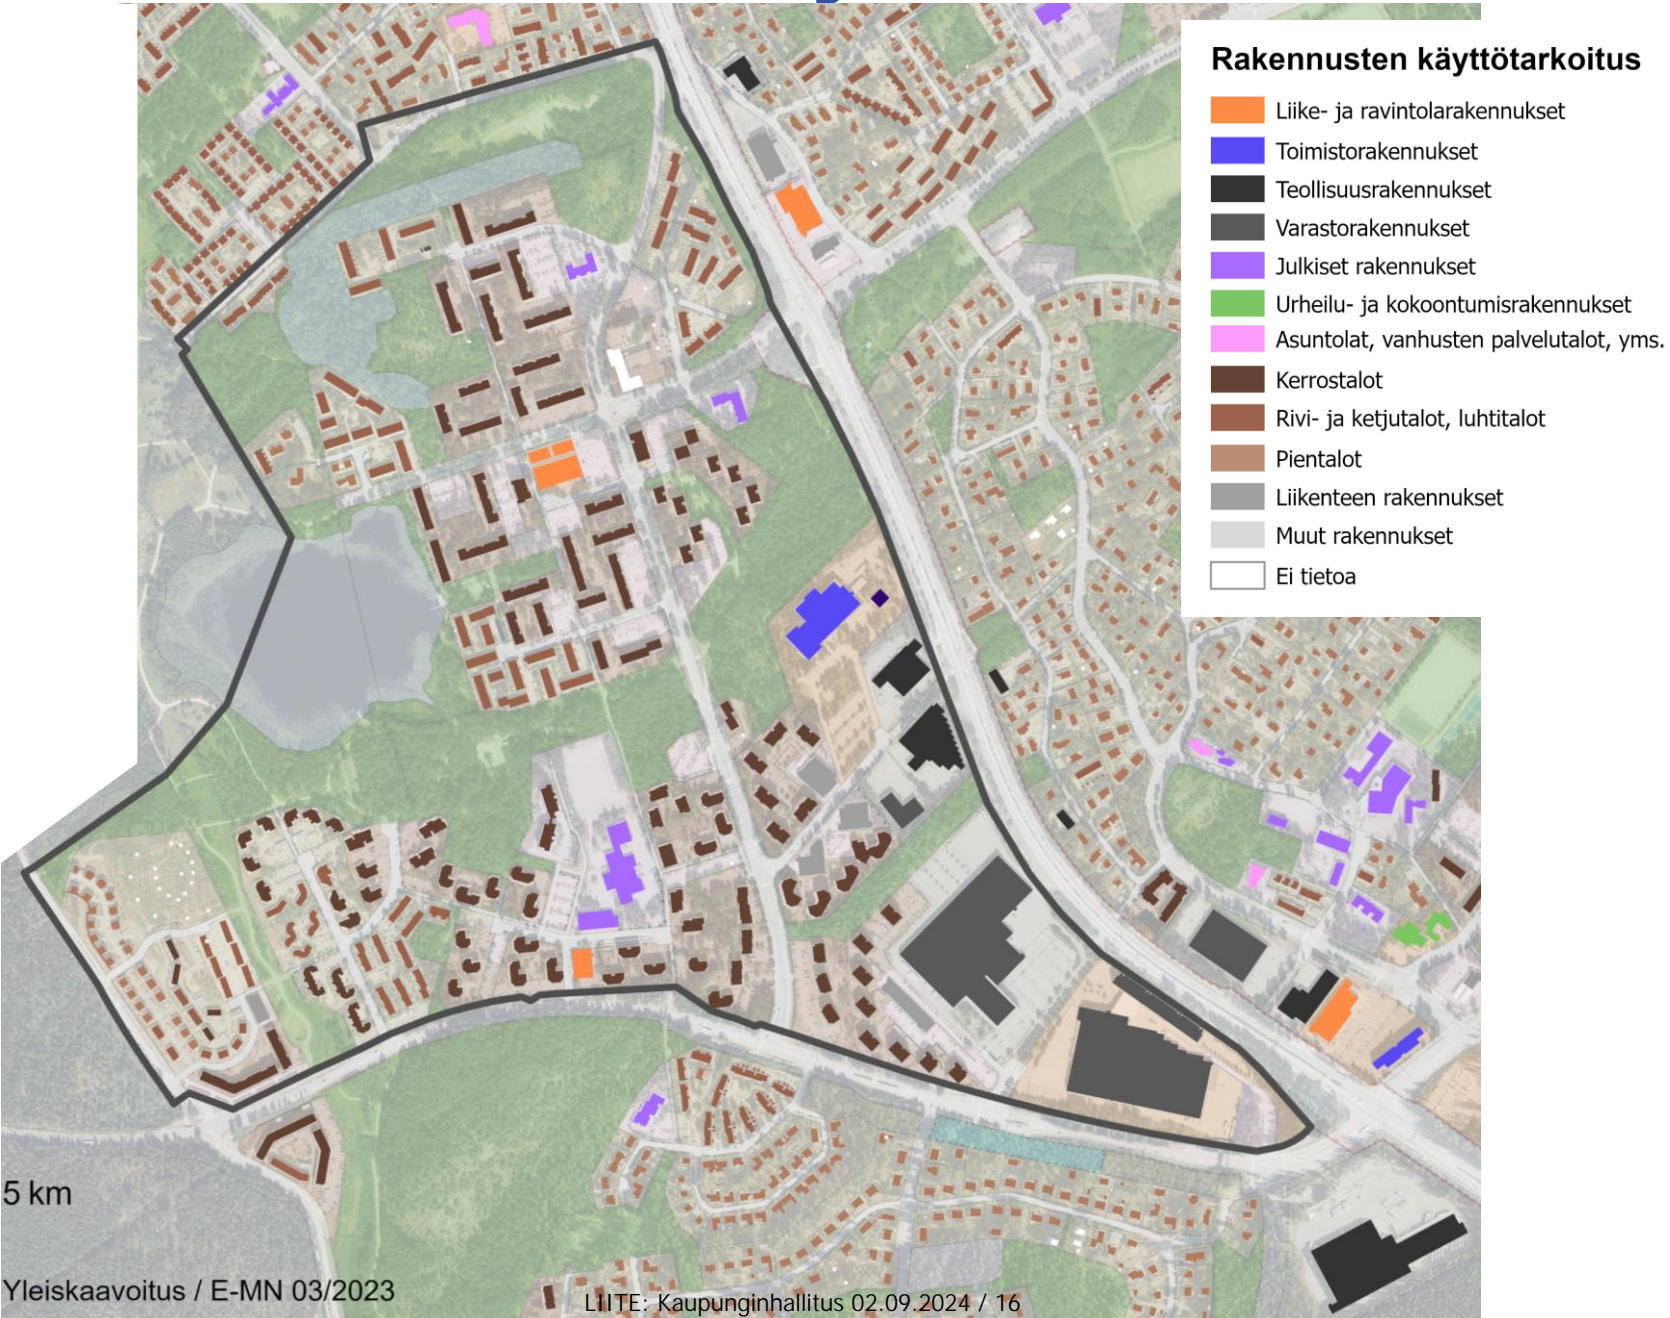 Rakennusten käyttötarkoitus
Liike- ja ravintolarakennukset
Toimistorakennukset
Teollisuusrakennukset
Varastorakennukset
Julkiset rakennukset
Urheilu- ja kokoontumisrakennukset
Asuntolat, vanhusten palvelutalot, yms.
Kerrostalot
Rivi- ja ketjutalot, luhtitalot
Pientalot
Liikenteen rakennukset
Muut rakennukset
Ei tietoa
5 km
Yleiskaavoitus / E-MN 03/2023
LIITE: Kaupunginhallitus 02.09.2024 / 16